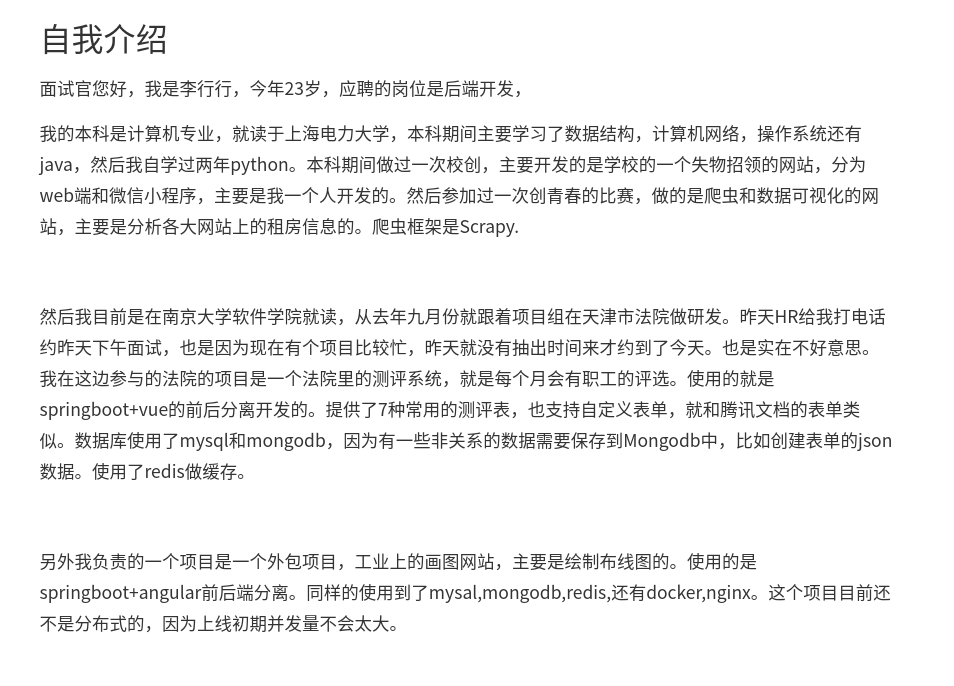 自我介绍
面试官您好，我是李行行，今年23岁，应聘的岗位是后端开发，
我的本科是计算机专业，就读于上海电力大学，本科期间主要学习了数据结构，计算机网络，操作系统还有
java，然后我自学过两年python。本科期间做过一次校创，主要开发的是学校的一个失物招领的网站，分为
web端和微信小程序，主要是我一个人开发的。然后参加过一次创青春的比赛，做的是爬虫和数据可视化的网
站，主要是分析各大网站上的租房信息的。爬虫框架是Scrapy.
然后我目前是在南京大学软件学院就读，从去年九月份就跟着项目组在天津市法院做研发。昨天HR给我打电话
约昨天下午面试，也是因为现在有个项目比较忙，昨天就没有抽出时间来才约到了今天。也是实在不好意思。
我在这边参与的法院的项目是一个法院里的测评系统，就是每个月会有职工的评选。使用的就是
springboot+vue的前后分离开发的。提供了7种常用的测评表，也支持自定义表单，就和腾讯文档的表单类
似。数据库使用了mysql和mongodb，因为有一些非关系的数据需要保存到Mongodb中，比如创建表单的json
数据。使用了redis做缓存。
另外我负责的一个项目是一个外包项目，工业上的画图网站，主要是绘制布线图的。使用的是
springboot+angular前后端分离。同样的使用到了mysal,mongodb,redis,还有docker,nginx。这个项目目前还
不是分布式的，因为上线初期并发量不会太大。